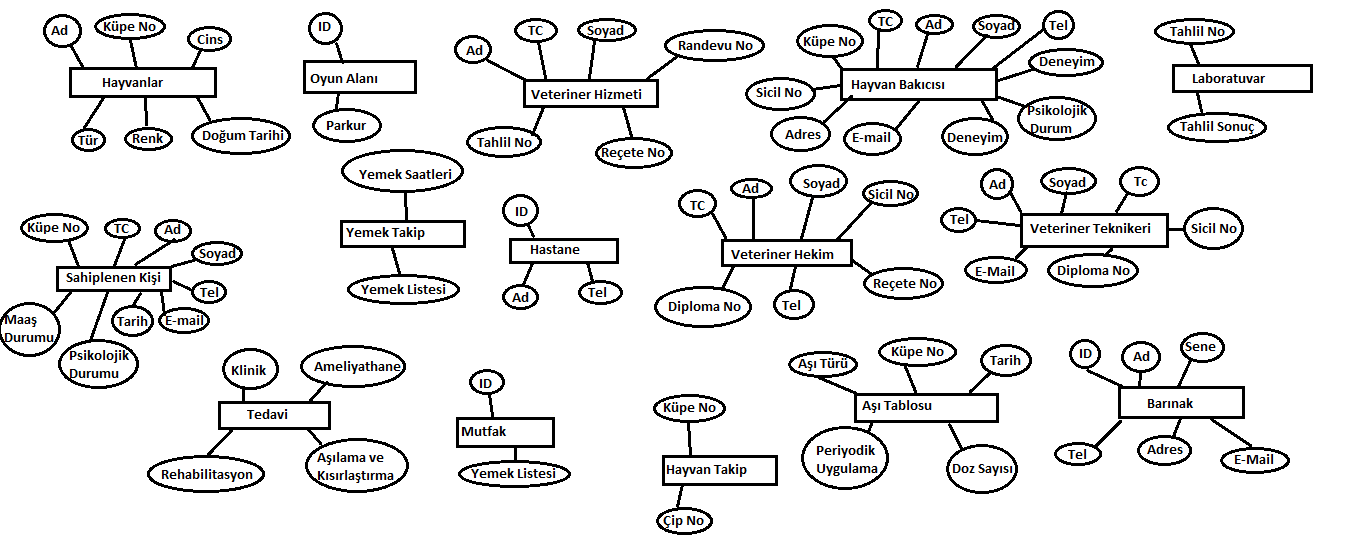 Ad
Küpe No
Cins
Hayvanlar
Tür
Renk
Doğum Tarihi
ID
Oyun Alanı
Parkur
Ad
TC
Soyad
Randevu No
Veteriner Hizmeti
Tahlil No
Reçete No
Küpe No
TC
Ad
Soyad
Tel
Deneyim
Hayvan Bakıcısı
Sicil No
Adres
E-mail
Deneyim
Psikolojik
Durum
Tahlil No
Laboratuvar
Tahlil Sonuç
Yemek Saatleri
Yemek Takip
Yemek Listesi
Küpe No
TC
Ad
Soyad
Sahiplenen Kişi
Tel
Maaş
Durumu
Psikolojik
Durumu
Tarih
E-mail
ID
Hastane
Ad
Tel
TC
Ad
Soyad
Sicil No
Veteriner Hekim
Diploma No
Tel
Reçete No
Ad
Soyad
Tc
Tel
Veteriner Teknikeri
Sicil No
E-Mail
Diploma No
Klinik
Ameliyathane
Tedavi
Rehabilitasyon
Aşılama ve
Kısırlaştırma
ID
Mutfak
Yemek Listesi
Küpe No
Hayvan Takip
Çip No
Aşı Türü
Küpe No
Tarih
Aşı Tablosu
Periyodik
Uygulama
Doz Sayısı
ID
Ad
Sene
Barınak
Tel
Adres
E-Mail